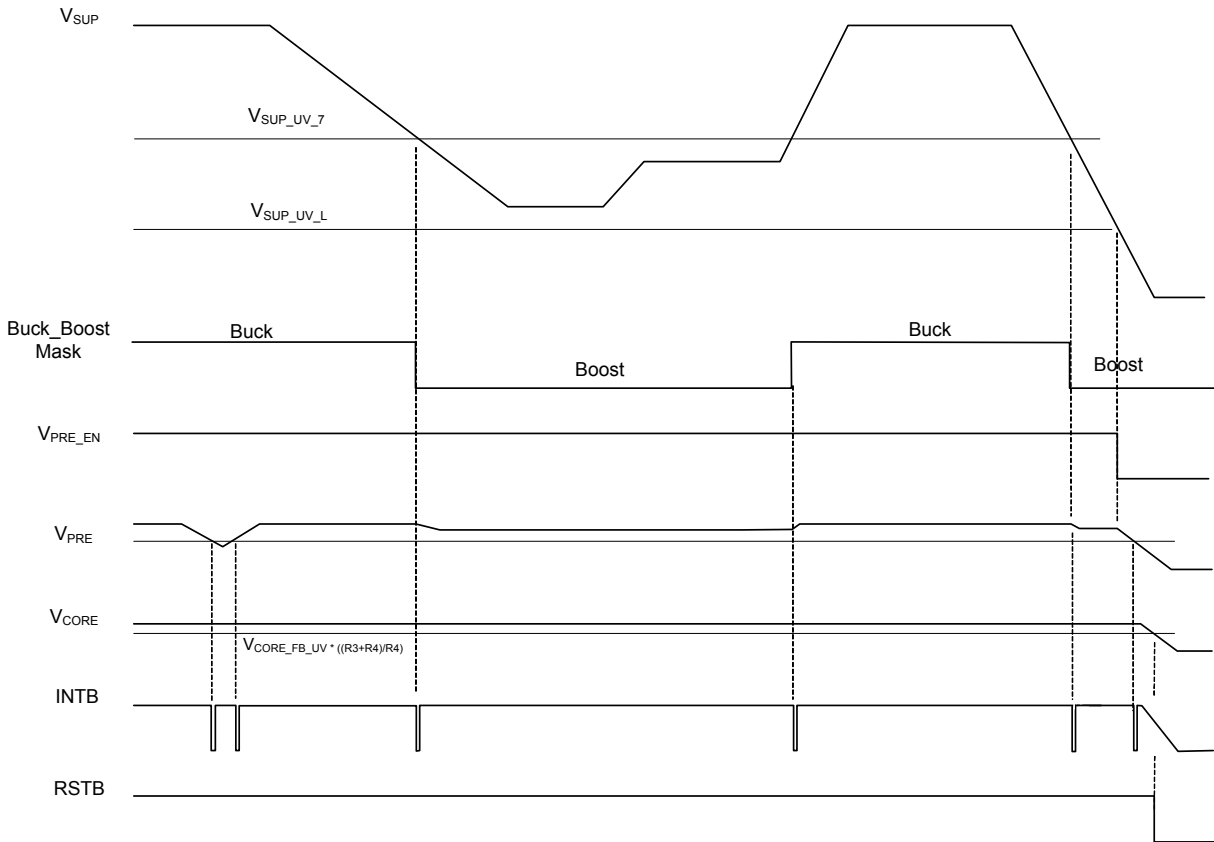 VSUP
VSUP_UV_7
VSUP_UV_L
Buck_Boost
Mask
Buck
Boost
Buck
Boost
VPRE_EN
VPRE
VCORE
VCORE_FB_UV * ((R3+R4)/R4)
INTB
RSTB